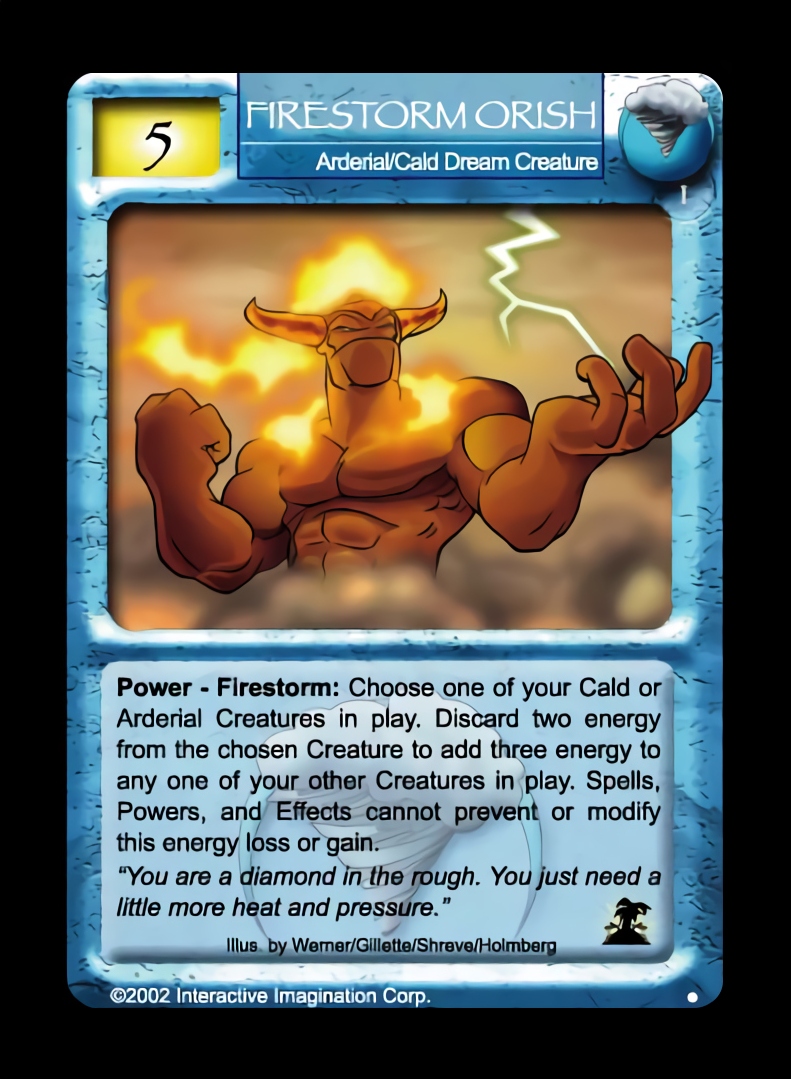 5
FIRESTORM ORISH
Arderial/Cald Dream Creature
1
Power - Firestorm: Choose one of your Cald or
Arderial Creatures in play. Discard two energy
from the chosen Creature to add three energy to
any one of your other Creatures in play. Spells,
Powers, and Effects cannot prevent or modify
this energy loss or gain.
"You are a diamond in the rough. You just need a
little more heat and pressure."
Illus. by Werner/Gillette/Shreve/Holmberg
©2002 Interactive Imagination Corp.